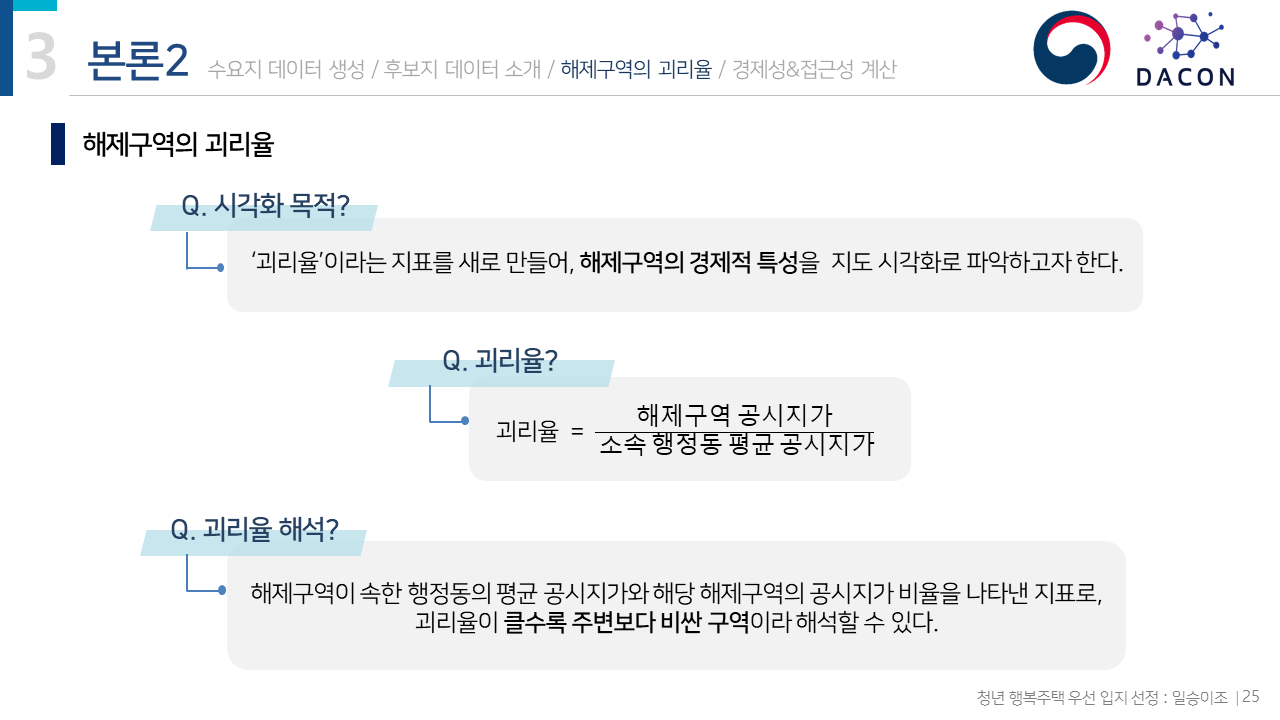 3
본론2
수요지 데이터 생성 / 후보지 데이터 소개 / 해제구역의 괴리율 / 경제성&접근성 계산
DACON
해제구역의 괴리율
Q. 시각화 목적?
‘괴리율’이라는 지표를 새로 만들어, 해제구역의 경제적 특성을 지도 시각화로 파악하고자 한다.
Q. 괴리율?
해제구역 공시지가
괴리율 =
소속 행정동 평균 공시지가
Q. 괴리율 해석?
해제구역이 속한 행정동의 평균 공시지가와 해당 해제구역의 공시지가 비율을 나타낸 지표로,
괴리율이 클수록 주변보다 비싼 구역이라 해석할 수 있다.
청년 행복주택 우선 입지 선정 : 일승이조 |25